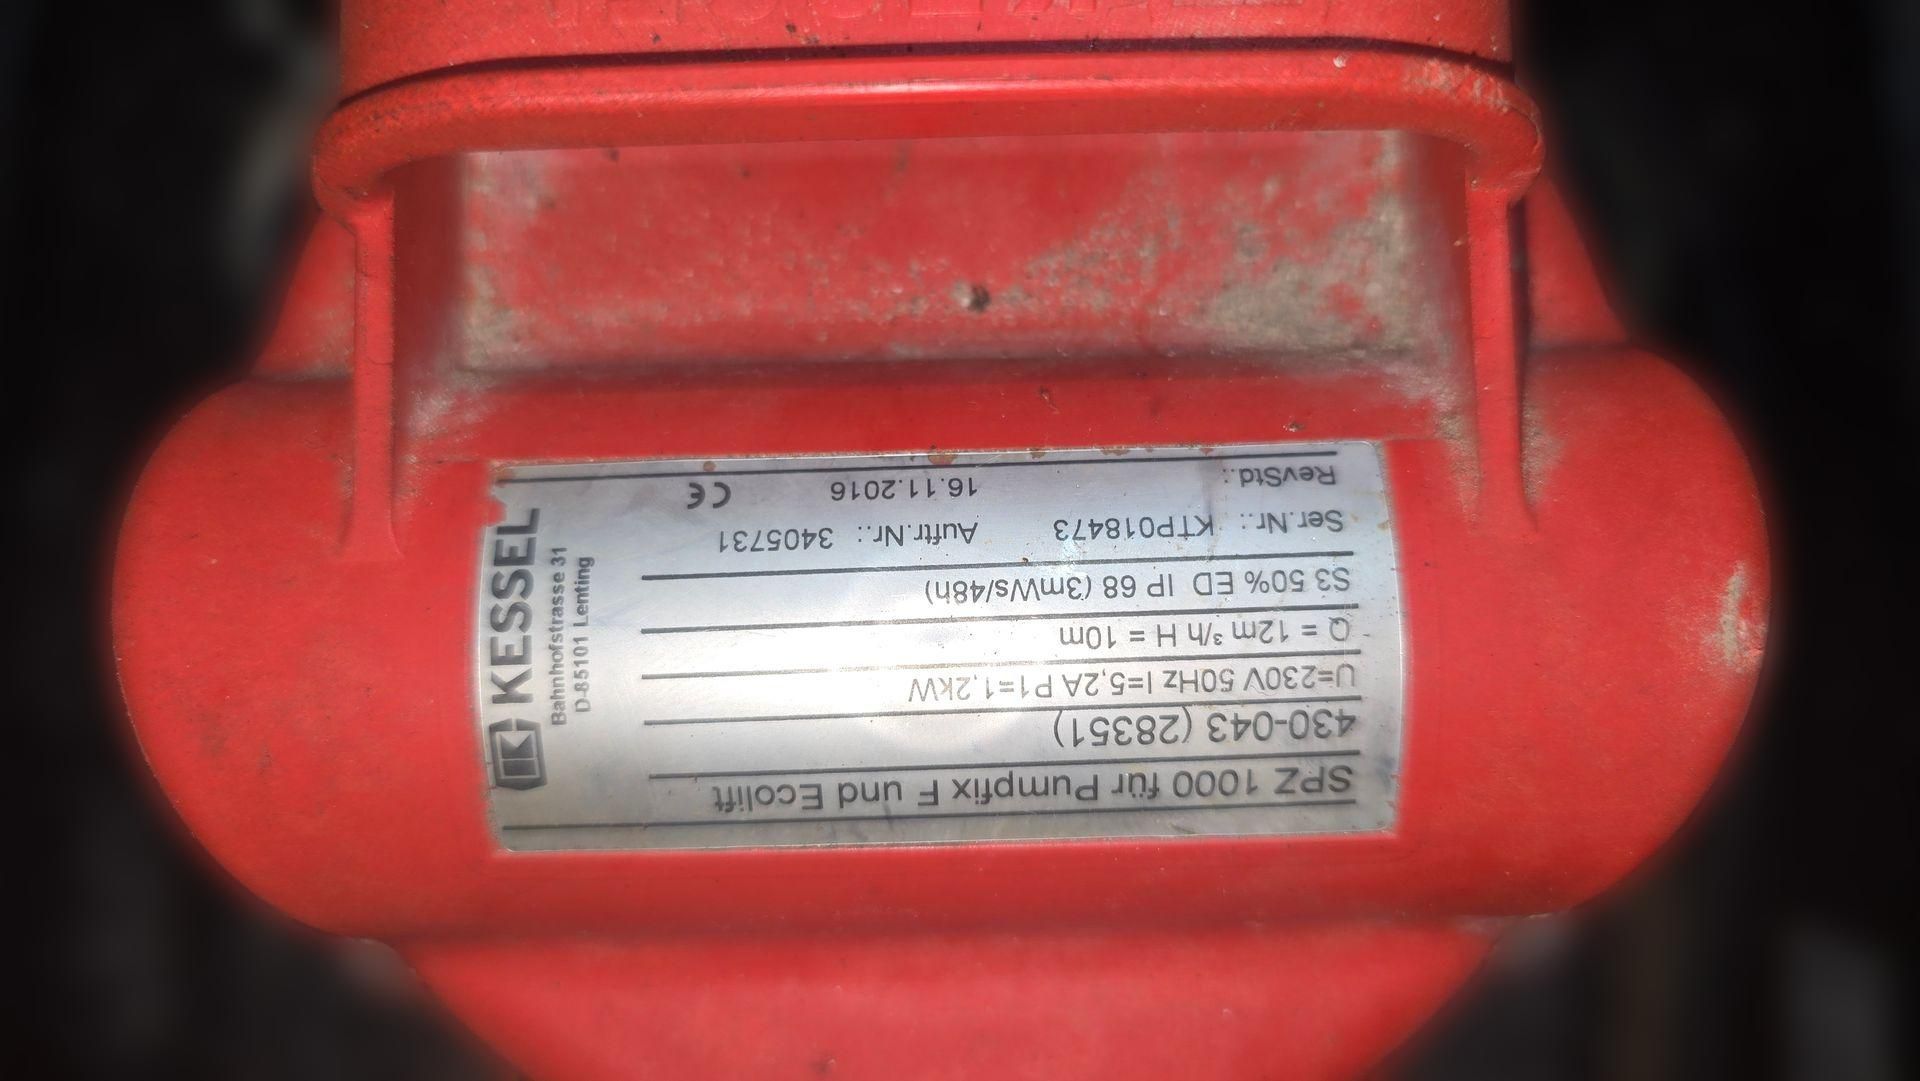 SPZ 1000 für Pumpfix F und Ecolift
430-043 (28351)
U=230V 50Hz I=5,2A P1=1,2kW
Q = 12m³/h H = 10m
S3 50% ED IP 68 (3mWs/48h)
Ser.Nr.: KTP018473 Auftr.Nr.: 3405731
RevStd.: 16.11.2016 CE
KESSEL
Bahnhofstrasse 31
D-85101 Lenting